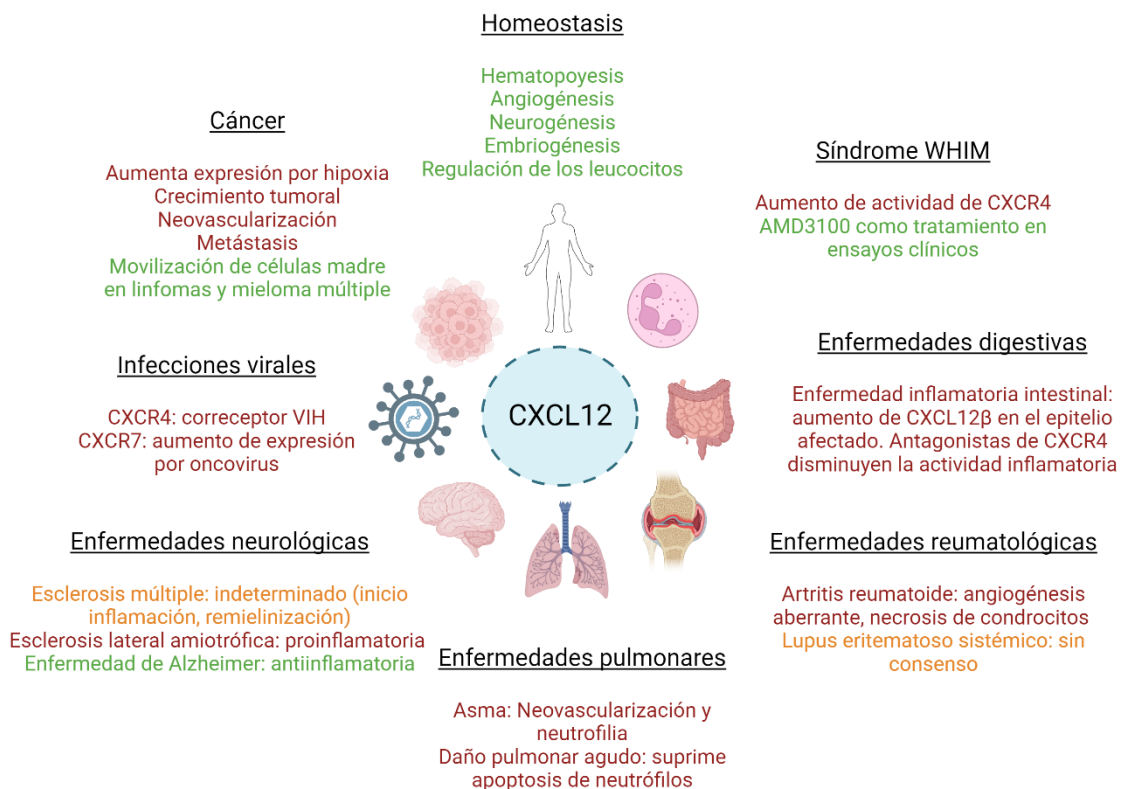 Homeostasis
Hematopoyesis
Angiogénesis
Neurogénesis
Embriogénesis
Regulación de los leucocitos
Cáncer
Aumenta expresión por hipoxia
Crecimiento tumoral
Neovascularización
Metástasis
Movilización de células madre
en linfomas y mieloma múltiple
Síndrome WHIM
Aumento de actividad de CXCR4
AMD3100 como tratamiento en
ensayos clínicos
Infecciones virales
CXCR4: correceptor VIH
CXCR7: aumento de expresión
por oncovirus
CXCL12
Enfermedades digestivas
Enfermedad inflamatoria intestinal:
aumento de CXCL12β en el epitelio
afectado. Antagonistas de CXCR4
disminuyen la actividad inflamatoria
Enfermedades neurológicas
Esclerosis múltiple: indeterminado (inicio
inflamación, remielinización)
Esclerosis lateral amiotrófica: proinflamatoria
Enfermedad de Alzheimer: antiinflamatoria
Enfermedades pulmonares
Asma: Neovascularización y
neutrofilia
Daño pulmonar agudo: suprime
apoptosis de neutrófilos
Enfermedades reumatológicas
Artritis reumatoide: angiogénesis
aberrante, necrosis de condrocitos
Lupus eritematoso sistémico: sin
consenso